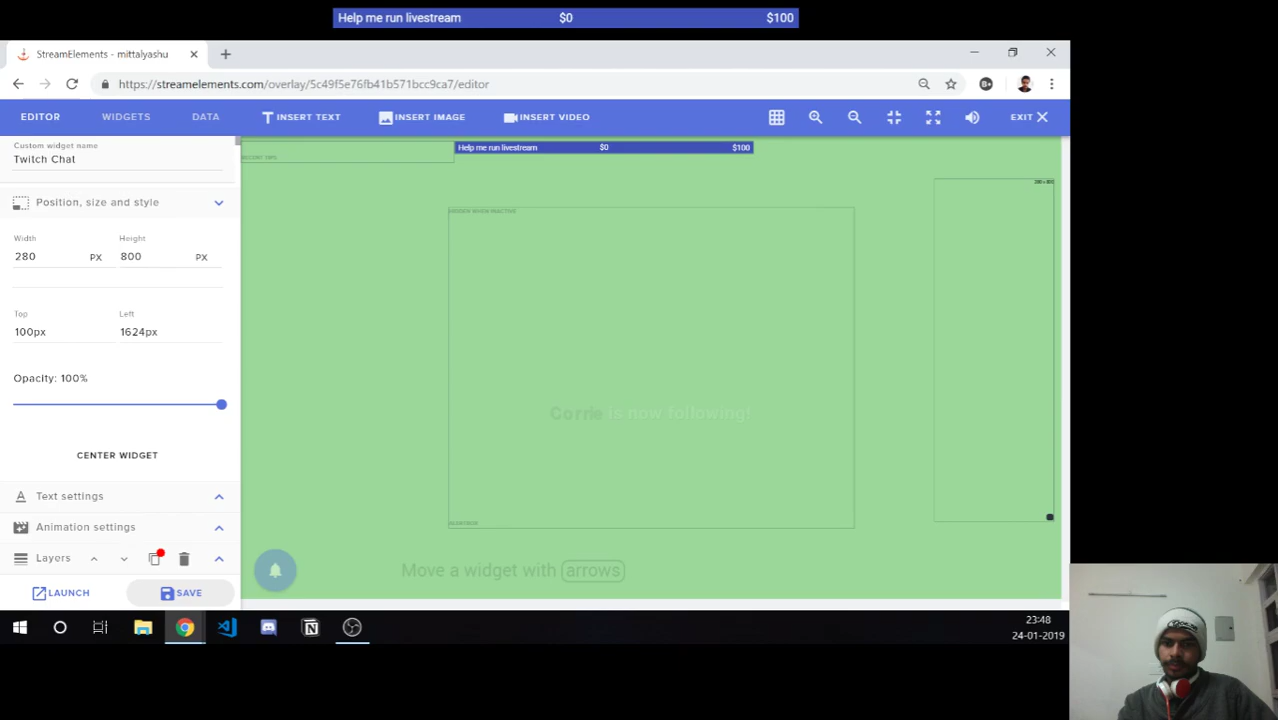 Help me run livestream $0 $100
StreamElements - mittalyashu
https://streamelements.com/overlay/5c49f5e76fb41b571bcc9ca7/editor
EDITOR WIDGETS DATA INSERT TEXT INSERT IMAGE INSERT VIDEO EXIT
Custom widget name
Twitch Chat
Help me run livestream $0 $100
Position, size and style
Width Height
280 PX 800 PX
Top Left
100px 1624px
Opacity: 100%
Corrie is now following!
CENTER WIDGET
Text settings
Animation settings
Layers
Move a widget with arrows
LAUNCH SAVE
23:48
24-01-2019